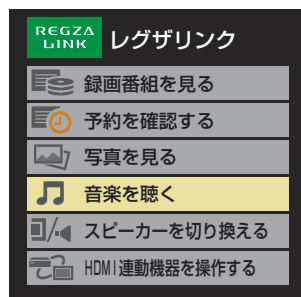 REGZA
LINK
レグザリンク
録画番組を見る
予約を確認する
写真を見る
音楽を聴く
スピーカーを切り換える
HDMI連動機器を操作する